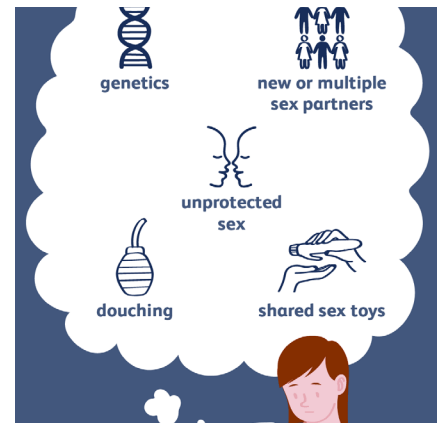 genetics
new or multiple
sex partners
unprotected
sex
douching
shared sex toys